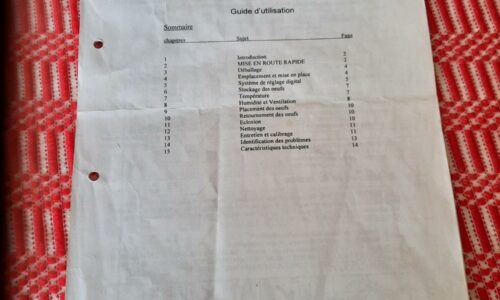 Guide d'utilisation
Sommaire
chapitres Sujet Page
1 Introduction 2
2 MISE EN ROUTE RAPIDE 3
3 Déballage 4
4 Emplacement et mise en place 4
5 Système de réglage digital 5
6 Stockage des oeufs 7
7 Température 7
8 Humidité et Ventilation 8
9 Placement des oeufs 10
10 Retournement des oeufs 10
11 Eclosion 11
12 Nettoyage 11
13 Entretien et calibrage 11
14 Identification des problèmes 13
15 Caractéristiques techniques 14